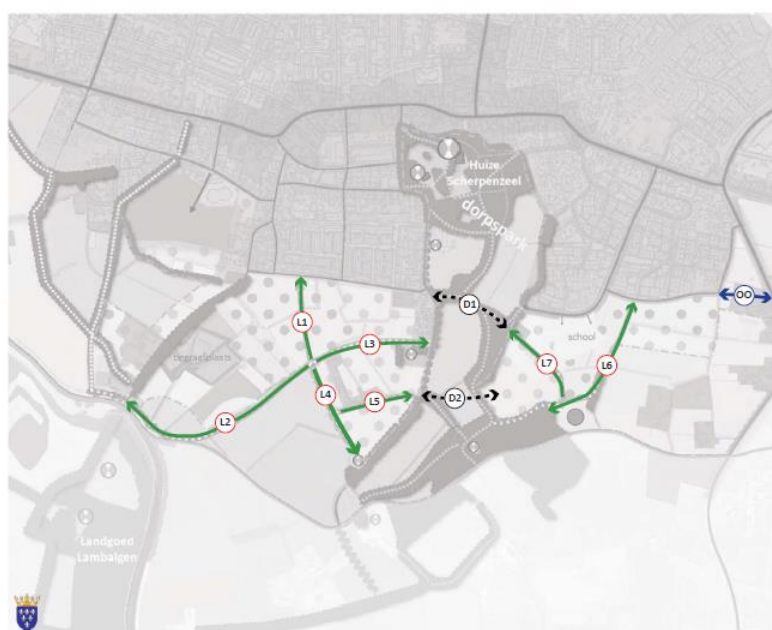 Huize
Scherpenzeel
dorpspark
D1
OO
L1
L3
school
L7
L6
begraafplaats
L4
L5
D2
L2
Landgoed
Lambalgen